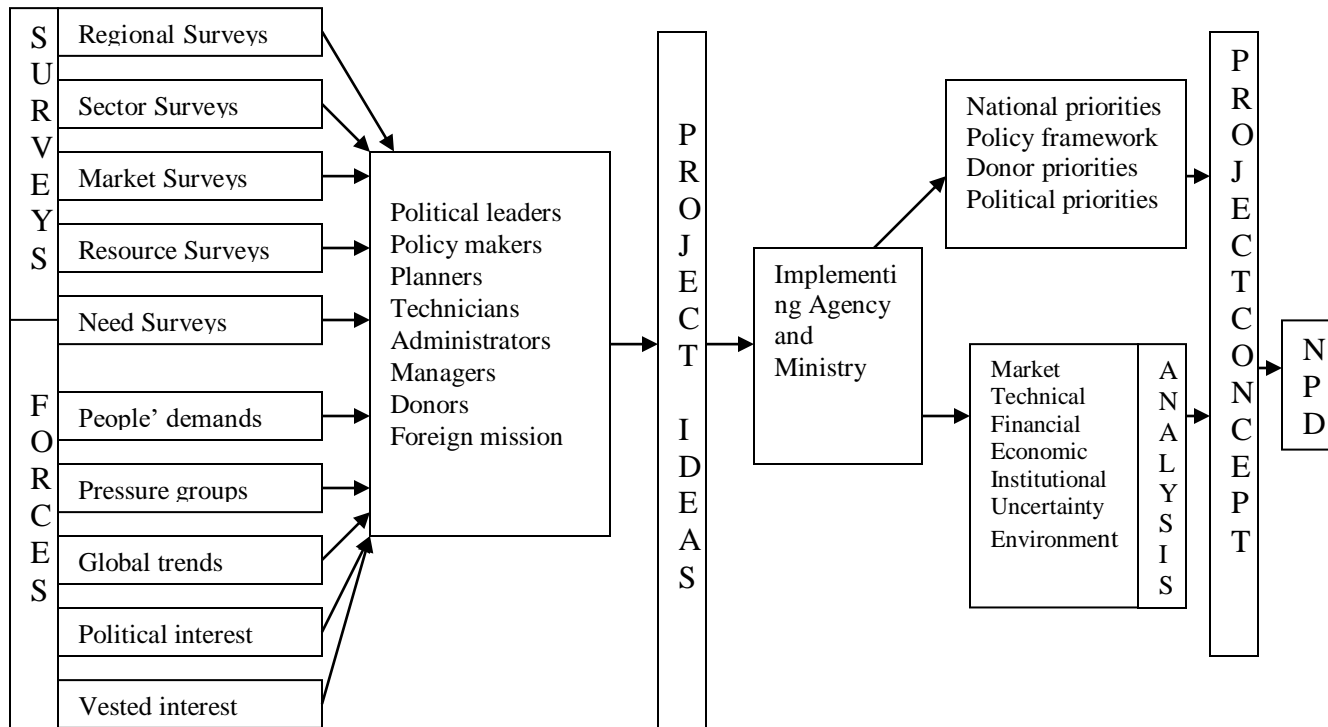 SURVEYS
Regional Surveys
Sector Surveys
Market Surveys
Resource Surveys
Need Surveys
FORCES
People’ demands
Pressure groups
Global trends
Political interest
Vested interest
Political leaders
Policy makers
Planners
Technicians
Administrators
Managers
Donors
Foreign mission
PROJECT IDEAS
Implementi
ng Agency
and
Ministry
National priorities
Policy framework
Donor priorities
Political priorities
Market
Technical
Financial
Economic
Institutional
Uncertainty
Environment
ANALYSIS
PROJECTCONCEPT
NPD